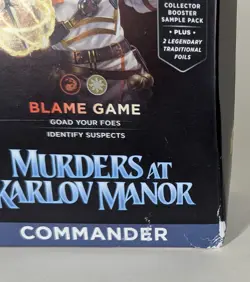 COLLECTOR
BOOSTER
SAMPLE PACK
• PLUS •
2 LEGENDARY
TRADITIONAL
FOILS
BLAME GAME
GOAD YOUR FOES
IDENTIFY SUSPECTS
MURDERS AT
KARLOV MANOR
COMMANDER